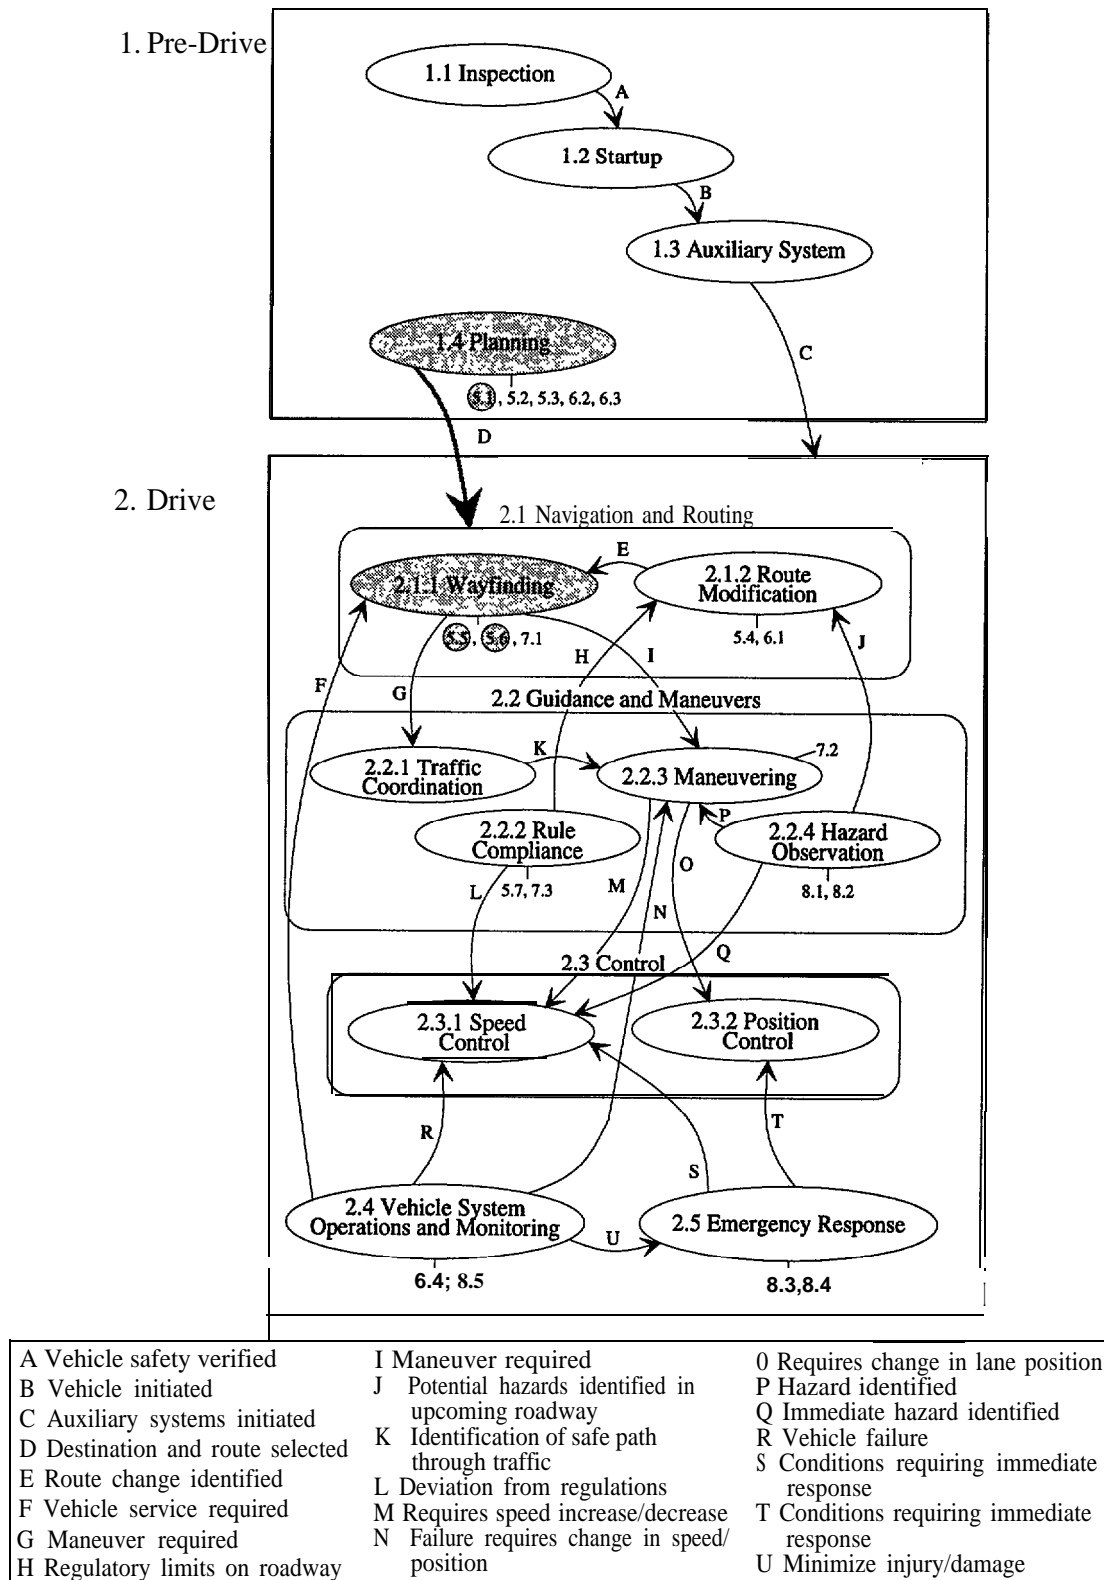 1. Pre-Drive
1.1 Inspection
A
1.2 Startup
B
1.3 Auxiliary System
1.4 Planning
C
5.1, 5.2, 5.3, 6.2, 6.3
D
2. Drive
2.1 Navigation and Routing
E
2.1.1 Wayfinding
2.1.2 Route
Modification
5.5, 5.6, 7.1
5.4, 6.1
H
I
J
F
G
2.2 Guidance and Maneuvers
K
7.2
2.2.1 Traffic
Coordination
2.2.3 Maneuvering
P
2.2.2 Rule
Compliance
2.2.4 Hazard
Observation
O
L
5.7, 7.3
M
8.1, 8.2
N
Q
2.3 Control
2.3.1 Speed
Control
2.3.2 Position
Control
R
T
S
2.4 Vehicle System
Operations and Monitoring
2.5 Emergency Response
U
6.4; 8.5
8.3,8.4
A Vehicle safety verified
B Vehicle initiated
C Auxiliary systems initiated
D Destination and route selected
E Route change identified
F Vehicle service required
G Maneuver required
H Regulatory limits on roadway
I Maneuver required
J Potential hazards identified in
upcoming roadway
K Identification of safe path
through traffic
L Deviation from regulations
M Requires speed increase/decrease
N Failure requires change in speed/
position
0 Requires change in lane position
P Hazard identified
Q Immediate hazard identified
R Vehicle failure
S Conditions requiring immediate
response
T Conditions requiring immediate
response
U Minimize injury/damage